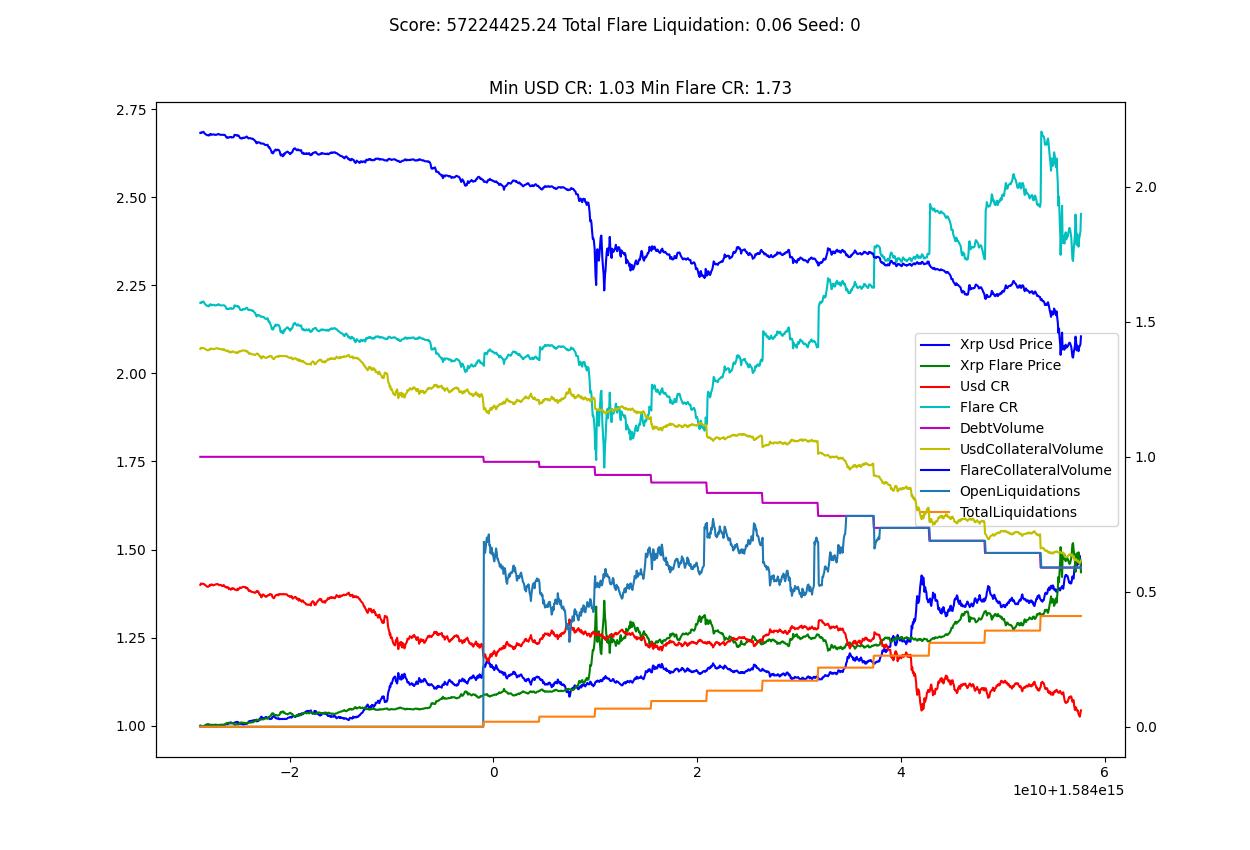 Score: 57224425.24 Total Flare Liquidation: 0.06 Seed: 0
Min USD CR: 1.03 Min Flare CR: 1.73
2.75
2.50
2.25
2.00
1.75
1.50
1.25
1.00
2.0
1.5
1.0
0.5
0.0
Xrp Usd Price
Xrp Flare Price
Usd CR
Flare CR
DebtVolume
UsdCollateralVolume
FlareCollateralVolume
OpenLiquidations
TotalLiquidations
−2 0 2 4 6
1e10+1.584e15